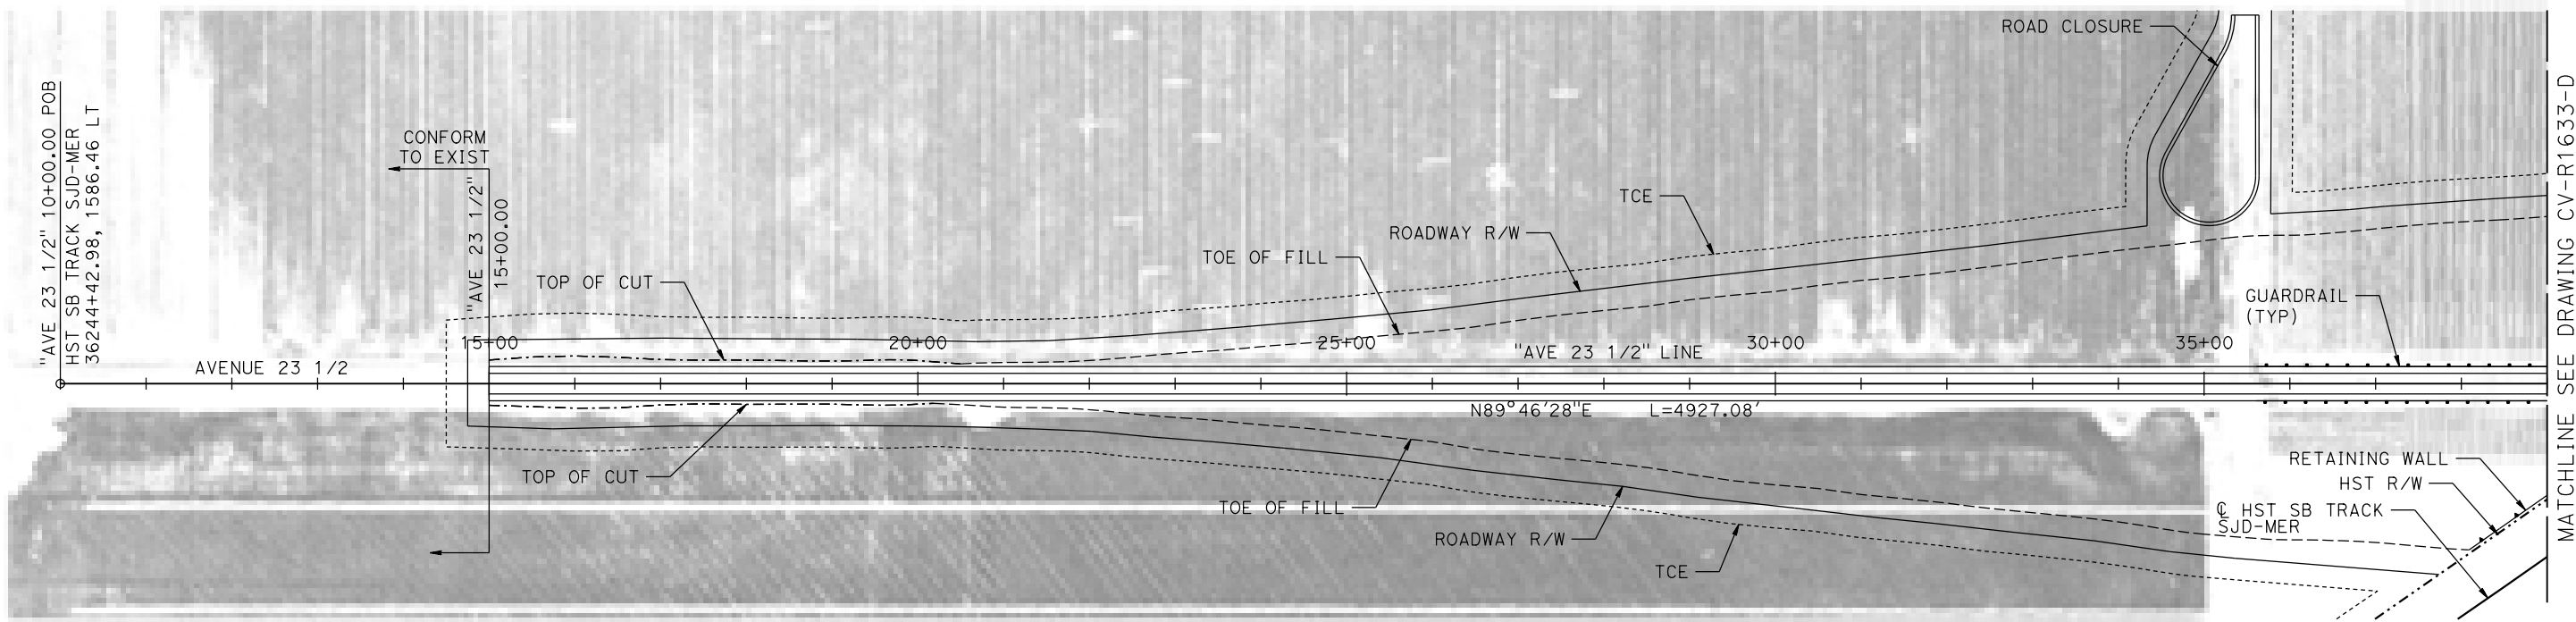 "AVE 23 1/2" 10+00.00 POB
HST SB TRACK SJD-MER
36244+42.98, 1586.46 LT
AVENUE 23 1/2
CONFORM
TO EXIST
"AVE 23 1/2"
15+00.00
TOP OF CUT
TOP OF CUT
15+00
20+00
25+00
30+00
35+00
TOE OF FILL
ROADWAY R/W
TCE
"AVE 23 1/2" LINE
N89°46'28"E L=4927.08'
TOE OF FILL
ROADWAY R/W
TCE
ROAD CLOSURE
GUARDRAIL
(TYP)
RETAINING WALL
HST R/W
℄ HST SB TRACK
SJD-MER
MATCHLINE SEE DRAWING CV-R1633-D